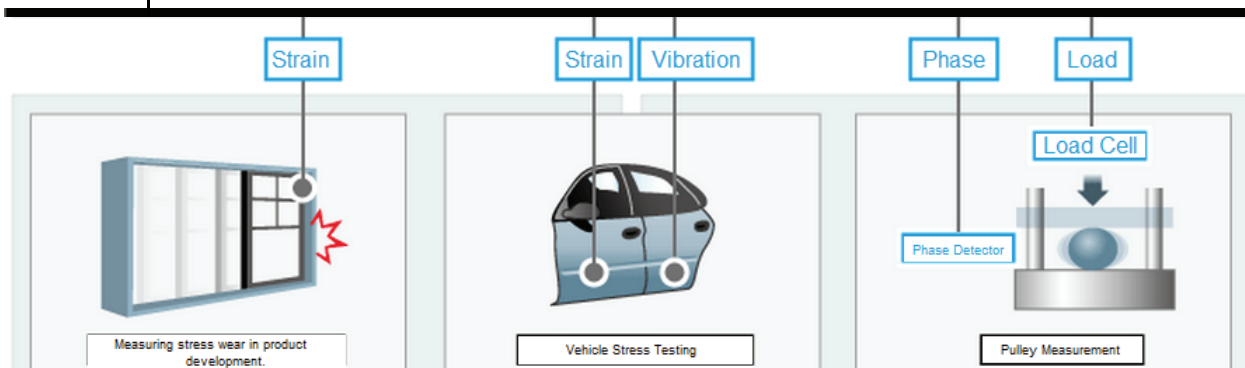 Strain
Strain
Vibration
Phase
Load
Load Cell
Phase Detector
Measuring stress wear in product
development.
Vehicle Stress Testing
Pulley Measurement